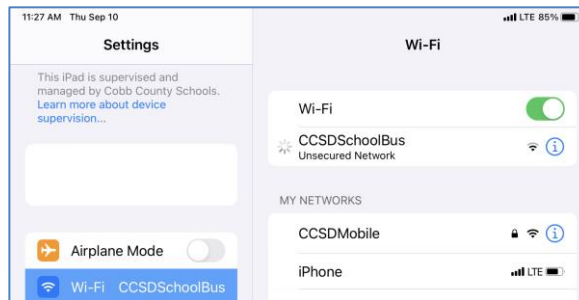 11:27 AM Thu Sep 10
LTE 85%
Settings
Wi-Fi
This iPad is supervised and
managed by Cobb County Schools.
Learn more about device
supervision...
Airplane Mode
Wi-Fi CCSDSchoolBus
Wi-Fi
CCSDSchoolBus
Unsecured Network
MY NETWORKS
CCSDMobile
iPhone LTE